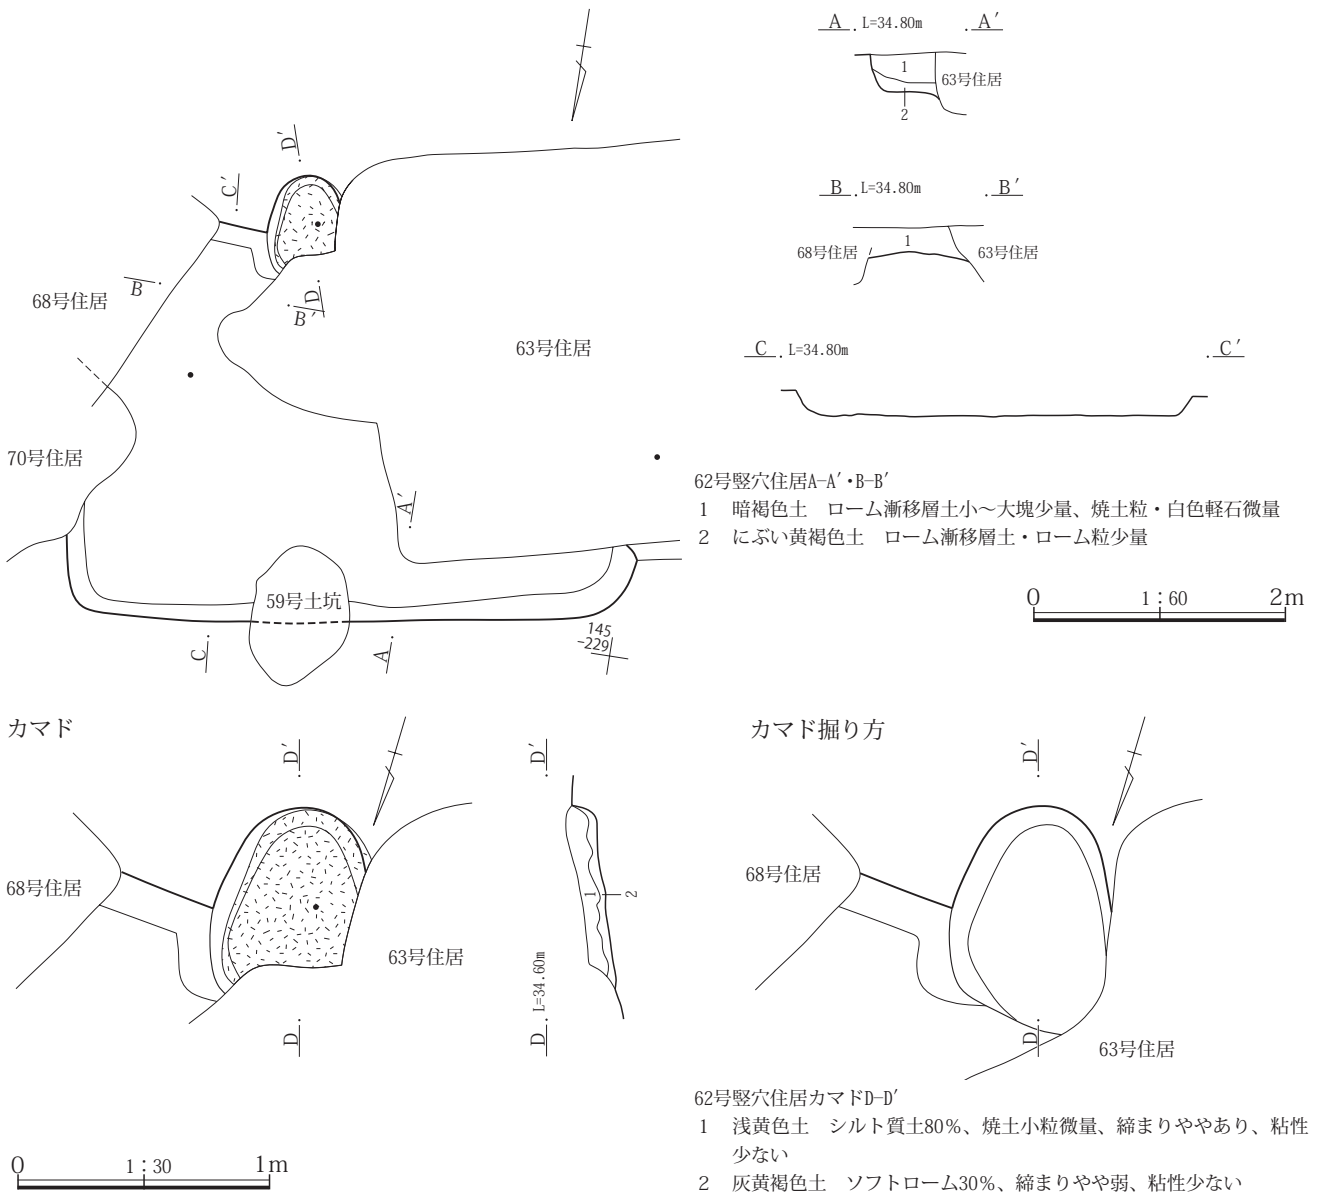 A L=34.80m A′
1
63号住居
2
B L=34.80m B′
68号住居
1
63号住居
C L=34.80m C′
D′
C′
68号住居
B
D
B′
63号住居
70号住居
A′
59号土坑
C
A
145
-229
62号竪穴住居A-A′・B-B′
1 暗褐色土 ローム漸移層土小～大塊少量、焼土粒・白色軽石微量
2 にぶい黄褐色土 ローム漸移層土・ローム粒少量
0 1:60 2m
カマド
D′
68号住居
63号住居
D
D′
1
2
D L=34.60m
カマド掘り方
D′
68号住居
D
63号住居
62号竪穴住居カマドD-D′
1 浅黄色土 シルト質土80％、焼土小粒微量、締まりややあり、粘性
少ない
2 灰黄褐色土 ソフトローム30％、締まりやや弱、粘性少ない
0 1:30 1m